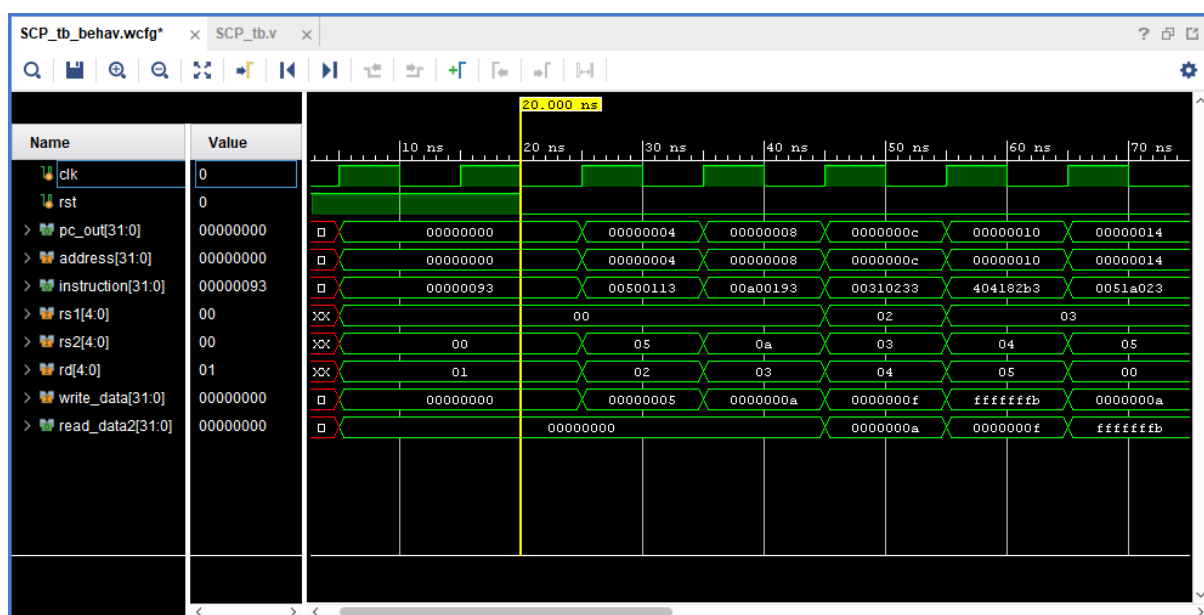 SCP_tb_behav.wcfg* × SCP_tb.v ×
20.000 ns
Name Value
10 ns 20 ns 30 ns 40 ns 50 ns 60 ns 70 ns
clk 0
rst 0
pc_out[31:0] 00000000 00000000 00000004 00000008 0000000c 00000010 00000014
address[31:0] 00000000 00000000 00000004 00000008 0000000c 00000010 00000014
instruction[31:0] 00000093 00000093 00500113 00a00193 00310233 404182b3 0051a023
rs1[4:0] 00 XX 00 02 03
rs2[4:0] 00 XX 00 05 0a 03 04 05
rd[4:0] 01 XX 01 02 03 04 05 00
write_data[31:0] 00000000 00000000 00000005 0000000a 0000000f fffffffb 0000000a
read_data2[31:0] 00000000 00000000 0000000a 0000000f fffffffb